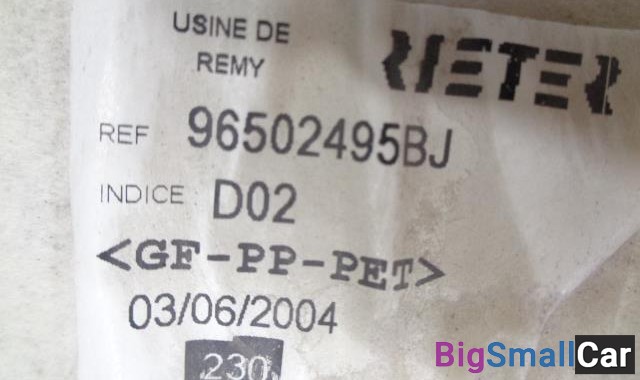 USINE DE
REMY
RIETER
REF 96502495BJ
INDICE D02
<GF-PP-PET>
03/06/2004
230
BigSmallCar